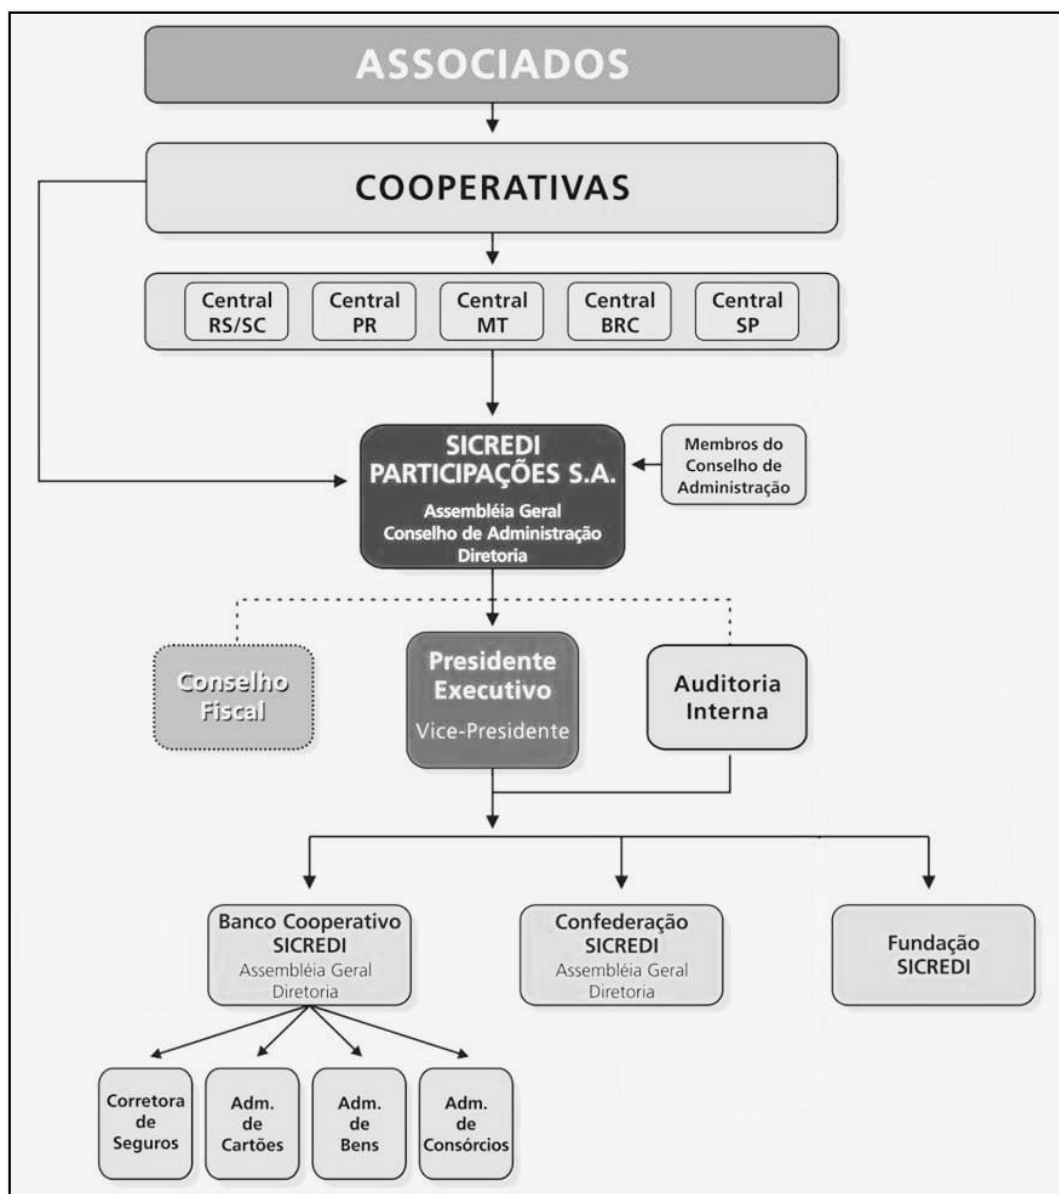 ASSOCIADOS
COOPERATIVAS
Central
RS/SC
Central
PR
Central
MT
Central
BRC
Central
SP
SICREDI
PARTICIPAÇÕES S.A.
Assembléia Geral
Conselho de Administração
Diretoria
Membros do
Conselho de
Administração
Conselho
Fiscal
Presidente
Executivo
Vice-Presidente
Auditoria
Interna
Banco Cooperativo
SICREDI
Assembléia Geral
Diretoria
Confederação
SICREDI
Assembléia Geral
Diretoria
Fundação
SICREDI
Corretora
de
Seguros
Adm.
de
Cartões
Adm.
de
Bens
Adm.
de
Consórcios